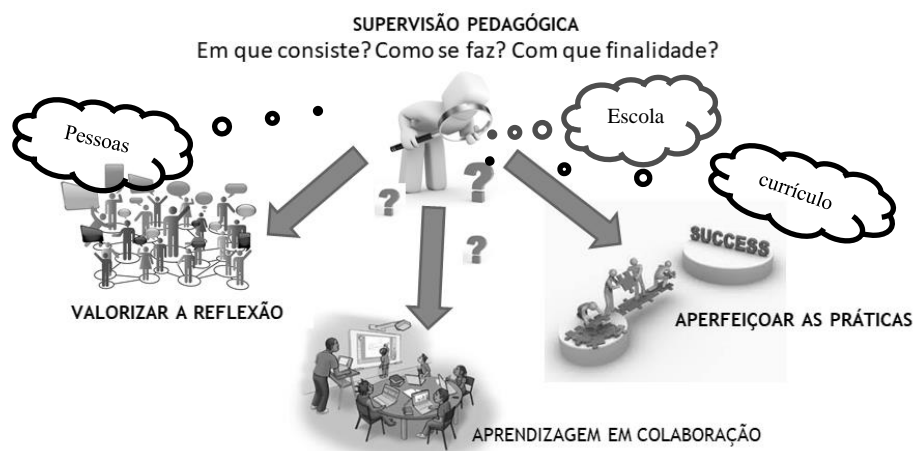 SUPERVISÃO PEDAGÓGICA
Em que consiste? Como se faz? Com que finalidade?
Pessoas
Escola
currículo
?
?
?
SUCCESS
VALORIZAR A REFLEXÃO
APERFEIÇOAR AS PRÁTICAS
APRENDIZAGEM EM COLABORAÇÃO